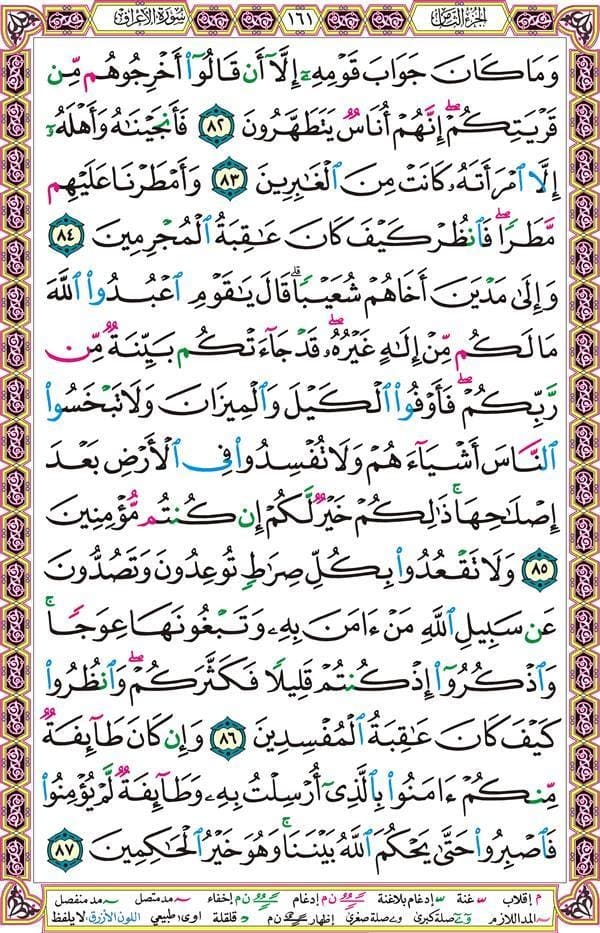 الجزء الثامن ١٦١ سورة الأعراف
وَمَا كَانَ جَوَابَ قَوْمِهِۦٓ إِلَّآ أَن قَالُوٓا۟ أَخْرِجُوهُم مِّن
قَرْيَتِكُمْ ۖ إِنَّهُمْ أُنَاسٌ يَتَطَهَّرُونَ ٨٢ فَأَنجَيْنَـٰهُ وَأَهْلَهُۥٓ
إِلَّا ٱمْرَأَتَهُۥ كَانَتْ مِنَ ٱلْغَـٰبِرِينَ ٨٣ وَأَمْطَرْنَا عَلَيْهِم
مَّطَرًا ۖ فَٱنظُرْ كَيْفَ كَانَ عَـٰقِبَةُ ٱلْمُجْرِمِينَ ٨٤
وَإِلَىٰ مَدْيَنَ أَخَاهُمْ شُعَيْبًا ۗ قَالَ يَـٰقَوْمِ ٱعْبُدُوا۟ ٱللَّهَ
مَا لَكُم مِّنْ إِلَـٰهٍ غَيْرُهُۥ ۖ قَدْ جَآءَتْكُم بَيِّنَةٌ مِّن
رَّبِّكُمْ ۖ فَأَوْفُوا۟ ٱلْكَيْلَ وَٱلْمِيزَانَ وَلَا تَبْخَسُوا۟
ٱلنَّاسَ أَشْيَآءَهُمْ وَلَا تُفْسِدُوا۟ فِى ٱلْأَرْضِ بَعْدَ
إِصْلَـٰحِهَا ۚ ذَٰلِكُمْ خَيْرٌ لَّكُمْ إِن كُنتُم مُّؤْمِنِينَ
٨٥ وَلَا تَقْعُدُوا۟ بِكُلِّ صِرَٰطٍ تُوعِدُونَ وَتَصُدُّونَ
عَن سَبِيلِ ٱللَّهِ مَنْ ءَامَنَ بِهِۦ وَتَبْغُونَهَا عِوَجًا ۚ
وَٱذْكُرُوٓا۟ إِذْ كُنتُمْ قَلِيلًا فَكَثَّرَكُمْ ۖ وَٱنظُرُوا۟
كَيْفَ كَانَ عَـٰقِبَةُ ٱلْمُفْسِدِينَ ٨٦ وَإِن كَانَ طَآئِفَةٌ
مِّنكُمْ ءَامَنُوا۟ بِٱلَّذِىٓ أُرْسِلْتُ بِهِۦ وَطَآئِفَةٌ لَّمْ يُؤْمِنُوا۟
فَٱصْبِرُوا۟ حَتَّىٰ يَحْكُمَ ٱللَّهُ بَيْنَنَا ۚ وَهُوَ خَيْرُ ٱلْحَـٰكِمِينَ ٨٧
م إقلاب غنة إدغام بلاغنة ن م إدغام إخفاء مد متصل مد منفصل
المد اللازم صلة كبرى صلة صغرى إظهار ن م قلقلة طبيعي اللون الأزرق لا يلفظ